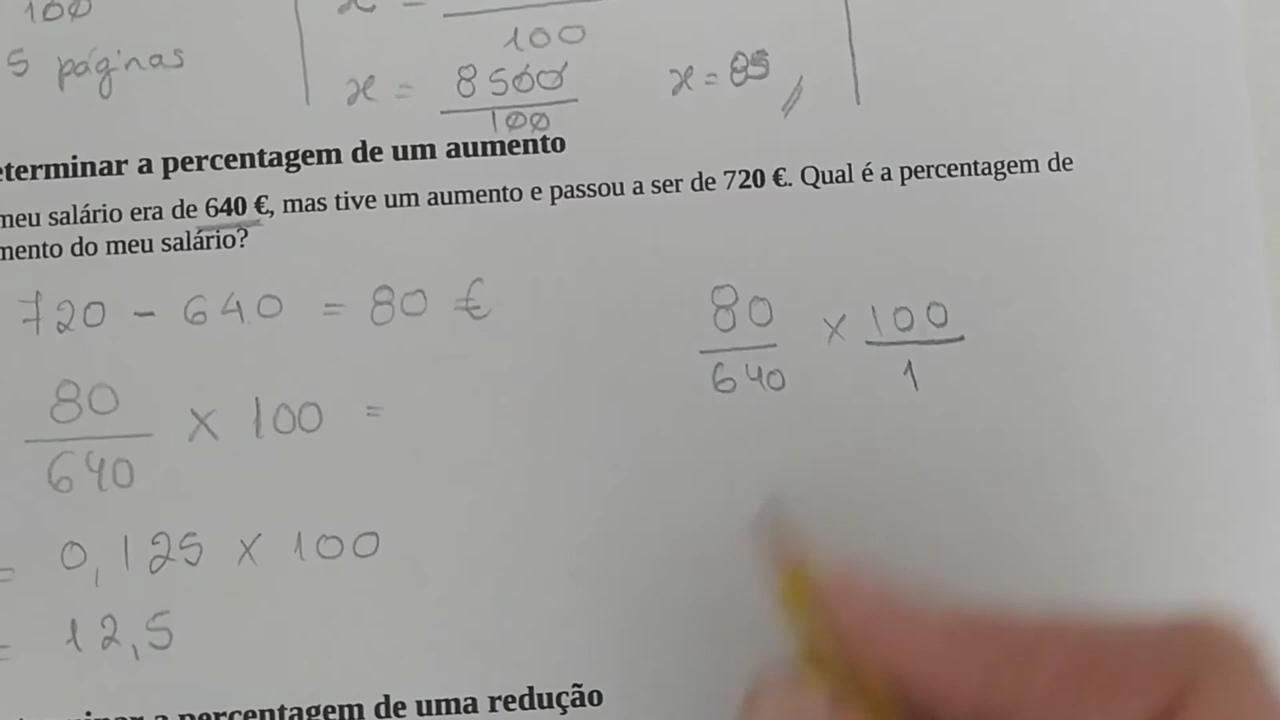 100
5 páginas
x =
100
x = 8500
100
x = 85
eterminar a percentagem de um aumento
meu salário era de 640 €, mas tive um aumento e passou a ser de 720 €. Qual é a percentagem de
mento do meu salário?
720 - 640 = 80 €
80
640
x 100 =
= 0,125 x 100
= 12,5
80
640
x 100
1
percentagem de uma redução